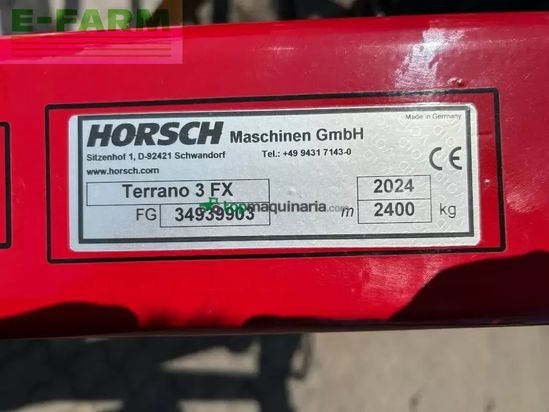 E-FARM
HORSCH Maschinen GmbH
Made in Germany
Sitzenhof 1, D-92421 Schwandorf Tel.: +49 9431 7143-0
www.horsch.com
CE
Terrano 3 FX 2024
FG 34939903 m 2400 kg
topmaquinaria.com